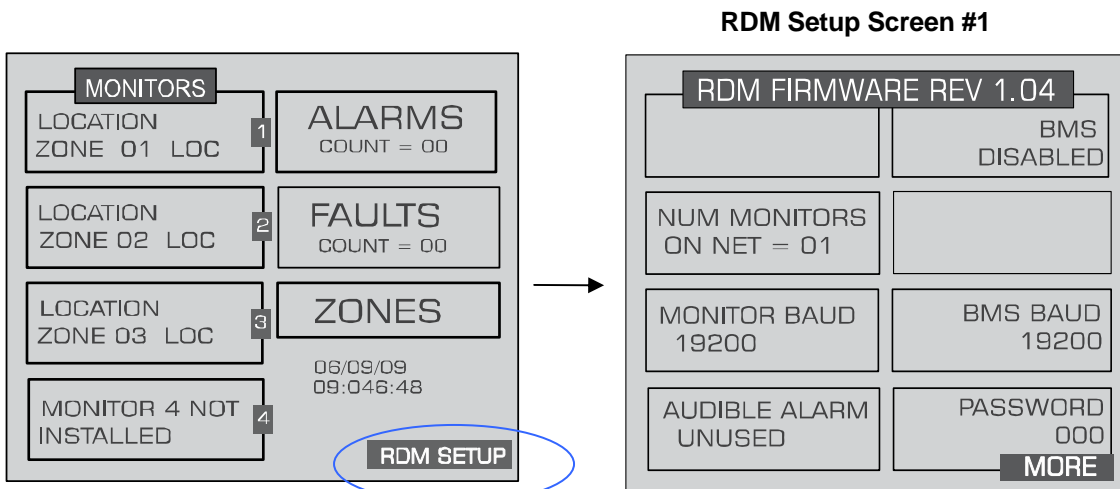 RDM Setup Screen #1
MONITORS
LOCATION
ZONE 01 LOC
1
LOCATION
ZONE 02 LOC
2
LOCATION
ZONE 03 LOC
3
MONITOR 4 NOT
INSTALLED
4
ALARMS
COUNT = 00
FAULTS
COUNT = 00
ZONES
06/09/09
09:046:48
RDM SETUP
RDM FIRMWARE REV 1.04
BMS
DISABLED
NUM MONITORS
ON NET = 01
MONITOR BAUD
19200
BMS BAUD
19200
AUDIBLE ALARM
UNUSED
PASSWORD
000
MORE